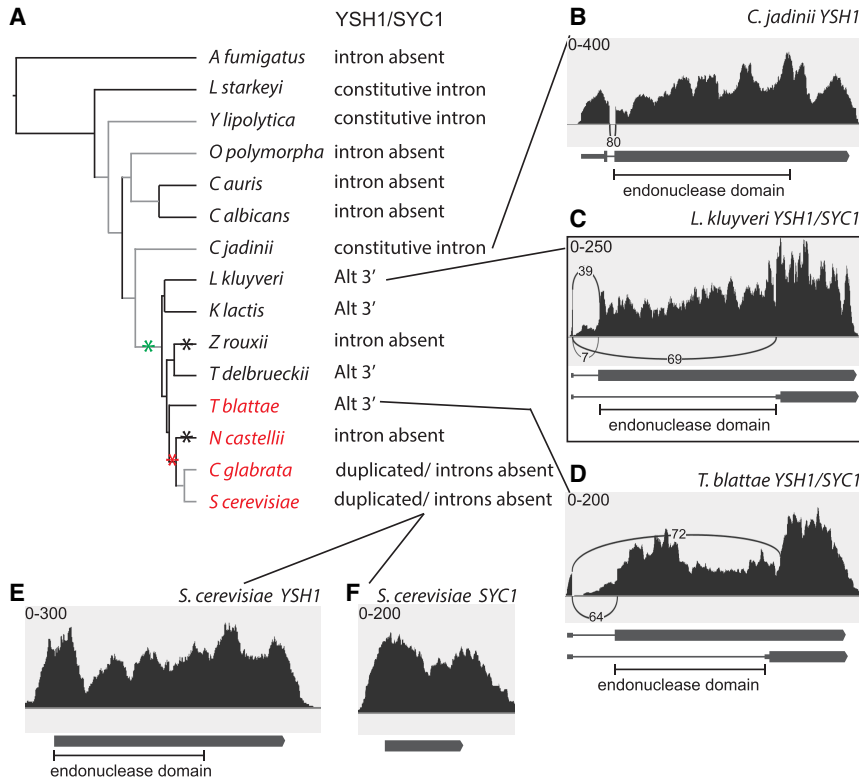 A
YSH1/SYC1
A fumigatus intron absent
L starkeyi constitutive intron
Y lipolytica constitutive intron
O polymorpha intron absent
C auris intron absent
C albicans intron absent
C jadinii constitutive intron
L kluyveri Alt 3′
K lactis Alt 3′
Z rouxii intron absent
T delbrueckii Alt 3′
T blattae Alt 3′
N castellii intron absent
C glabrata duplicated/ introns absent
S cerevisiae duplicated/ introns absent
B
C. jadinii YSH1
0-400
80
endonuclease domain
C
L. kluyveri YSH1/SYC1
0-250
39
7
69
endonuclease domain
D
T. blattae YSH1/SYC1
0-200
72
64
endonuclease domain
E
S. cerevisiae YSH1
0-300
endonuclease domain
F
S. cerevisiae SYC1
0-200